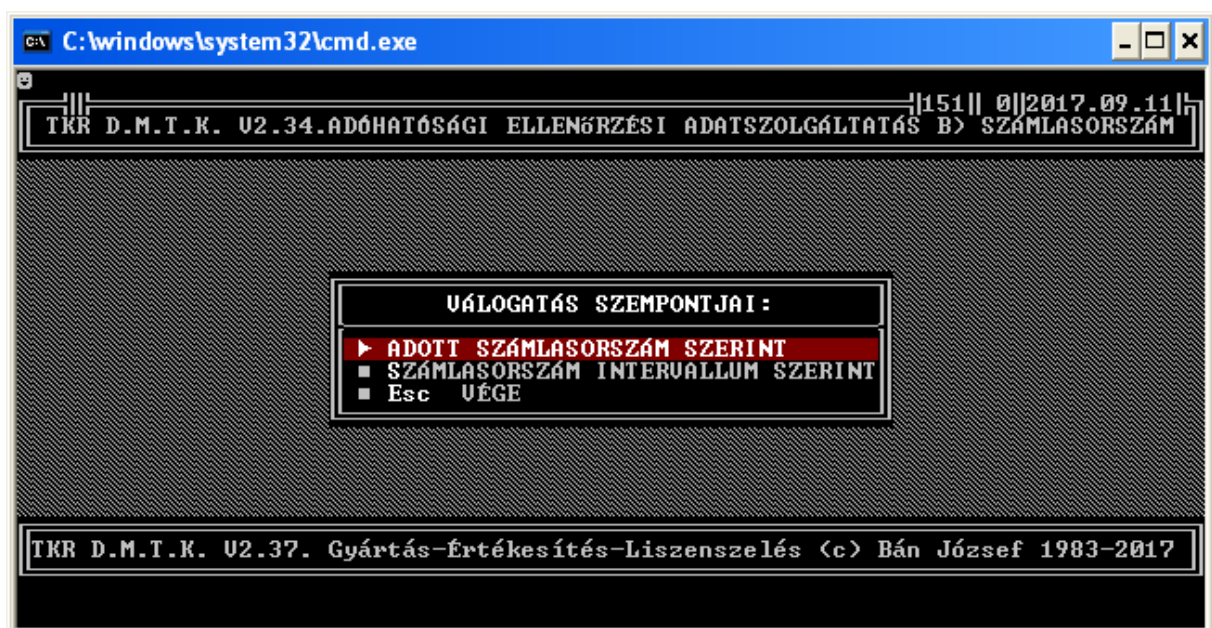 C:\windows\system32\cmd.exe
151 0 2017.09.11
TKR D.M.T.K. V2.34.ADÓHATÓSÁGI ELLENőRZÉSI ADATSZOLGÁLTATÁS B) SZÁMLASORSZÁM
VÁLOGATÁS SZEMPONTJAI:
► ADOTT SZÁMLASORSZÁM SZERINT
■ SZÁMLASORSZÁM INTERVALLUM SZERINT
■ Esc VÉGE
TKR D.M.T.K. V2.37. Gyártás-Értékesítés-Liszenszelés (c) Bán József 1983-2017